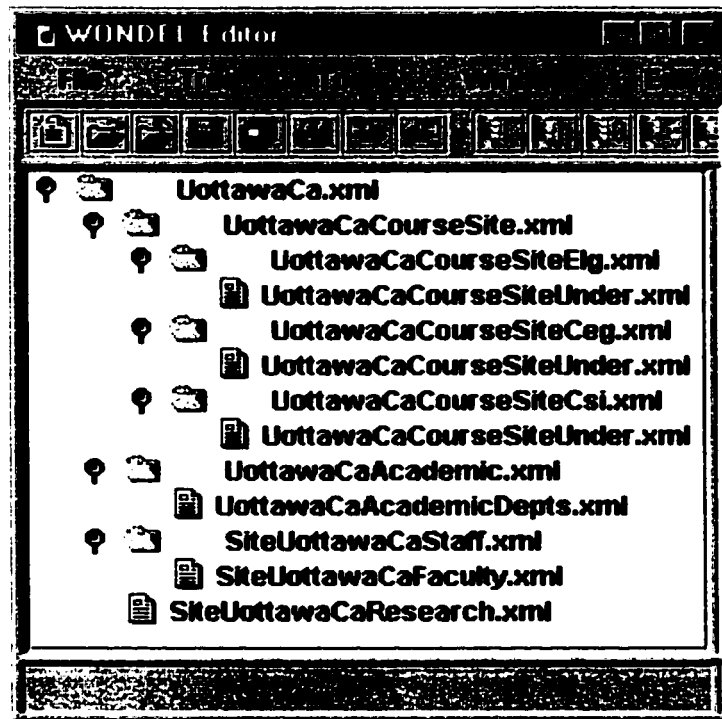 WONDEL Editor
File
UottawaCa.xml
UottawaCaCourseSite.xml
UottawaCaCourseSiteElg.xml
UottawaCaCourseSiteUnder.xml
UottawaCaCourseSiteCeg.xml
UottawaCaCourseSiteUnder.xml
UottawaCaCourseSiteCsi.xml
UottawaCaCourseSiteUnder.xml
UottawaCaAcademic.xml
UottawaCaAcademicDepts.xml
SiteUottawaCaStaff.xml
SiteUottawaCaFaculty.xml
SiteUottawaCaResearch.xml